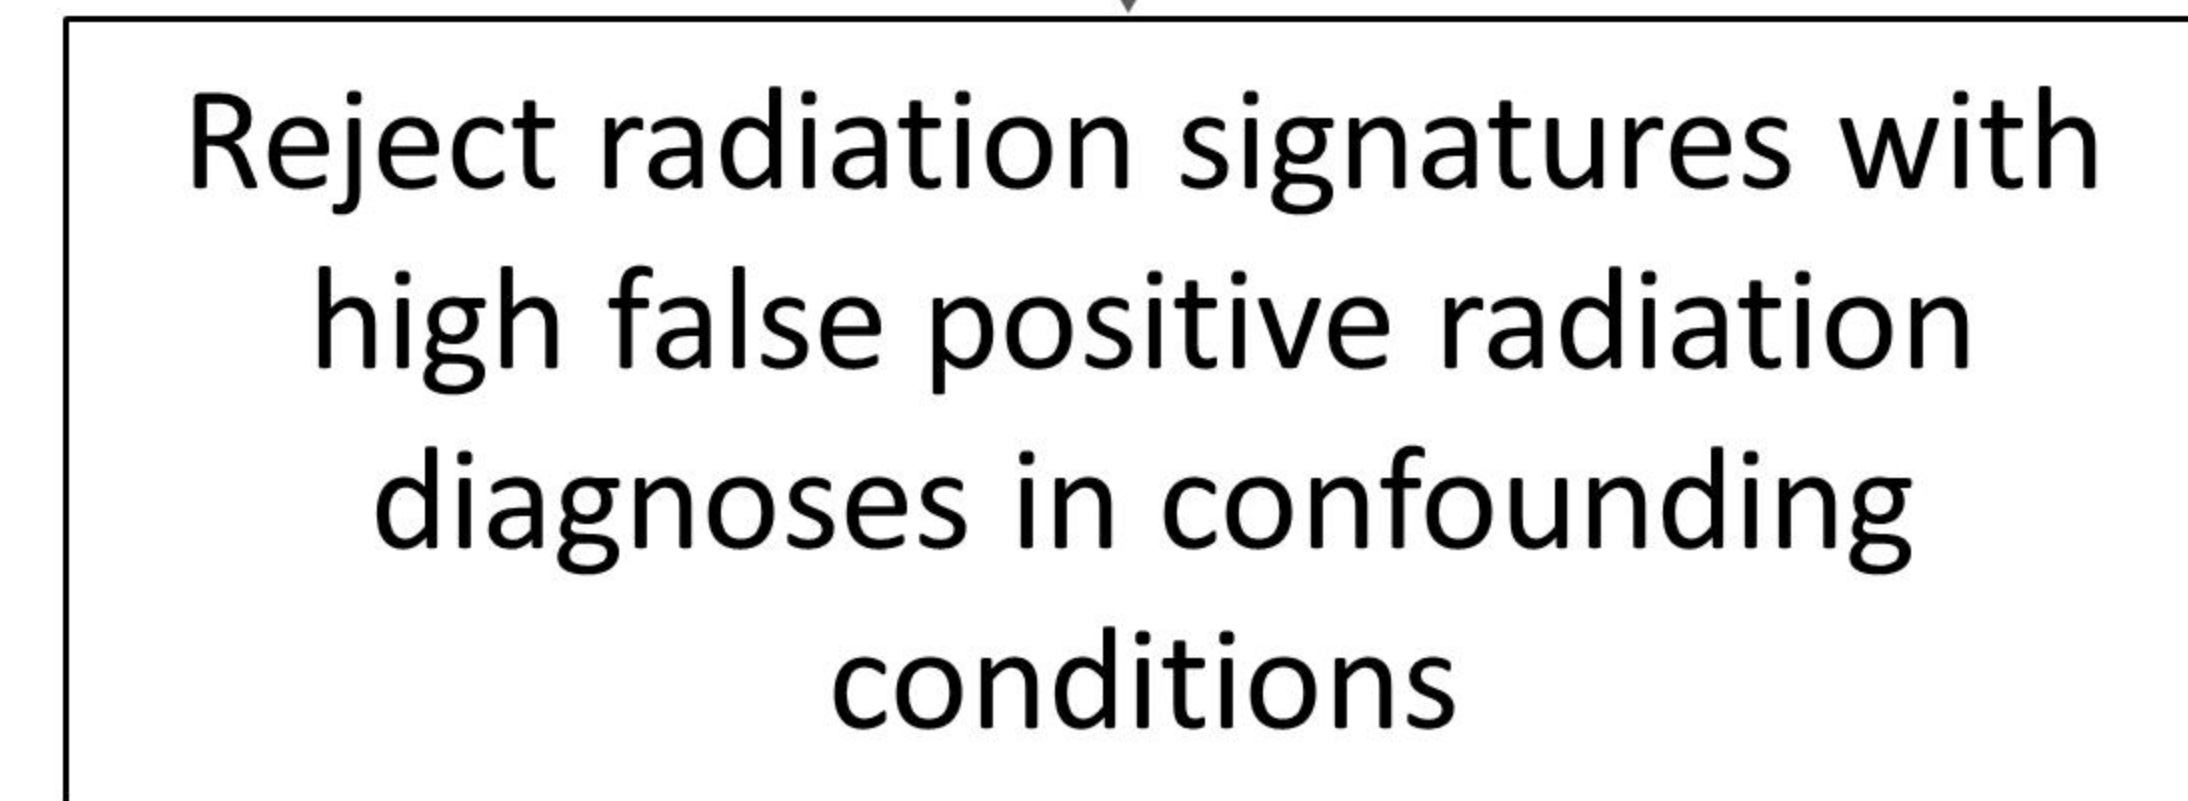 Reject radiation signatures with
high false positive radiation
diagnoses in confounding
conditions